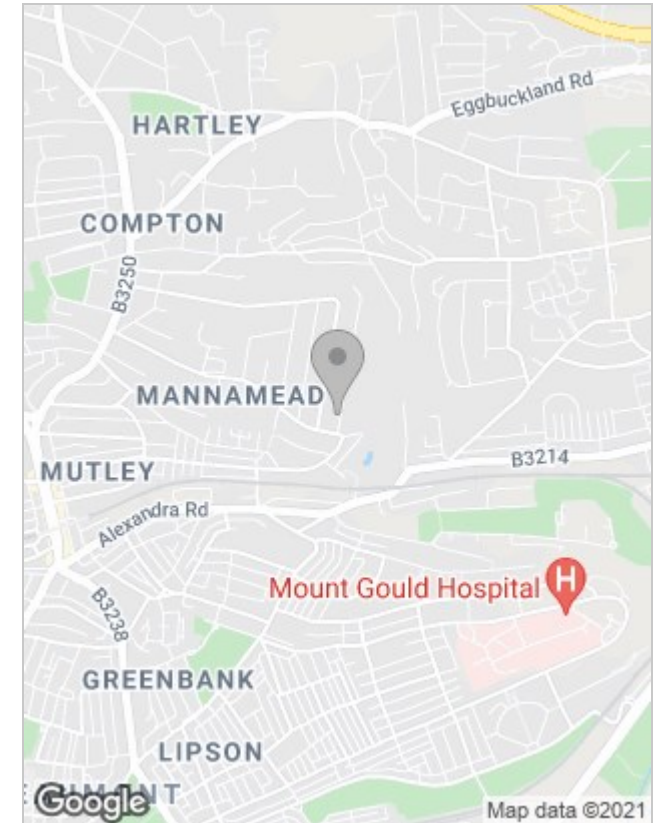 Eggbuckland Rd
HARTLEY
COMPTON
B3250
MANNAMEAD
B3214
MUTLEY
Alexandra Rd
Mount Gould Hospital
H
B3238
GREENBANK
LIPSON
Google
Map data ©2021